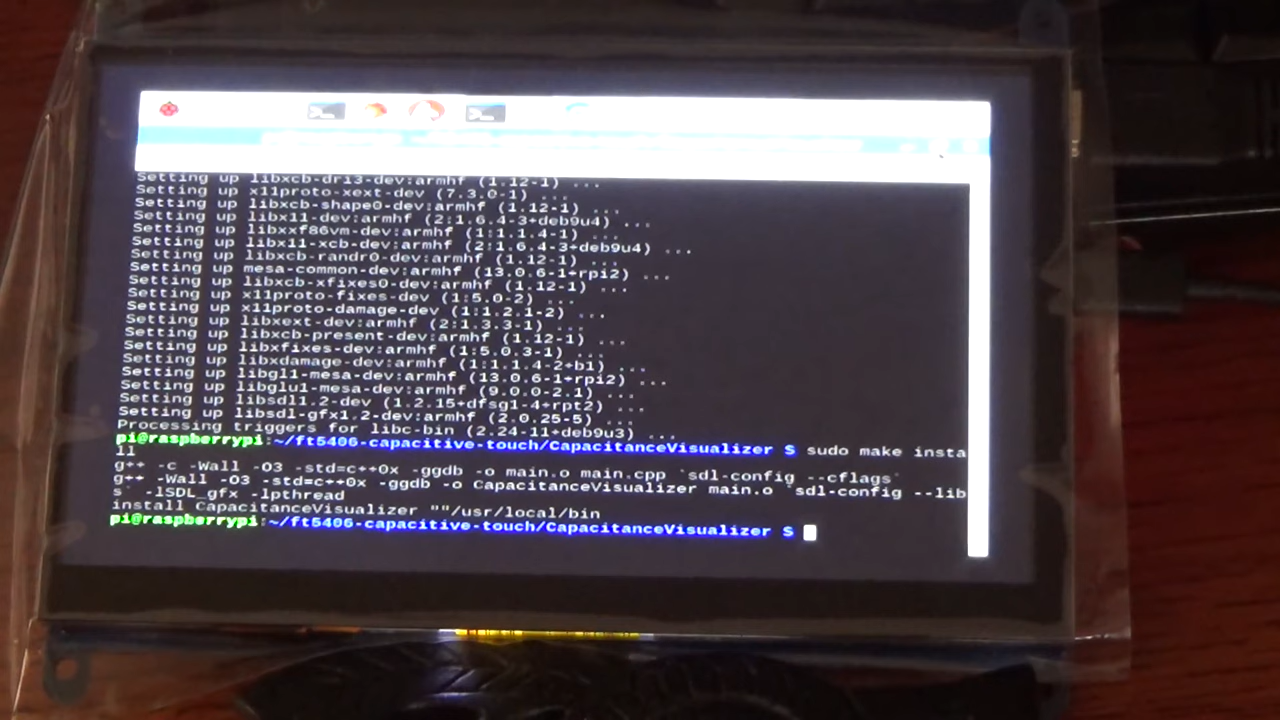 Setting up libxcb-dri3-dev:armhf (1.12-1) ...
Setting up x11proto-xext-dev (7.3.0-1) ...
Setting up libxcb-shape0-dev:armhf (1.12-1) ...
Setting up libx11-dev:armhf (2:1.6.4-3+deb9u4) ...
Setting up libxxf86vm-dev:armhf (1:1.1.4-1) ...
Setting up libx11-xcb-dev:armhf (2:1.6.4-3+deb9u4) ...
Setting up libxcb-randr0-dev:armhf (1.12-1) ...
Setting up mesa-common-dev:armhf (13.0.6-1+rpi2) ...
Setting up libxcb-xfixes0-dev:armhf (1.12-1) ...
Setting up x11proto-fixes-dev (1:5.0-2) ...
Setting up x11proto-damage-dev (1:1.2.1-2) ...
Setting up libxext-dev:armhf (2:1.3.3-1) ...
Setting up libxcb-present-dev:armhf (1.12-1) ...
Setting up libxfixes-dev:armhf (1:5.0.3-1) ...
Setting up libxdamage-dev:armhf (1:1.1.4-2+b1) ...
Setting up libgl1-mesa-dev:armhf (13.0.6-1+rpi2) ...
Setting up libglu1-mesa-dev:armhf (9.0.0-2.1) ...
Setting up libsdl1.2-dev (1.2.15+dfsg1-4+rpt2) ...
Setting up libsdl-gfx1.2-dev:armhf (2.0.25-5) ...
Processing triggers for libc-bin (2.24-11+deb9u3) ...
pi@raspberrypi:~/ft5406-capacitive-touch/CapacitanceVisualizer $ sudo make insta
ll
g++ -c -Wall -O3 -std=c++0x -ggdb -o main.o main.cpp `sdl-config --cflags`
g++ -Wall -O3 -std=c++0x -ggdb -o CapacitanceVisualizer main.o `sdl-config --lib
s` -lSDL_gfx -lpthread
install CapacitanceVisualizer ""/usr/local/bin
pi@raspberrypi:~/ft5406-capacitive-touch/CapacitanceVisualizer $